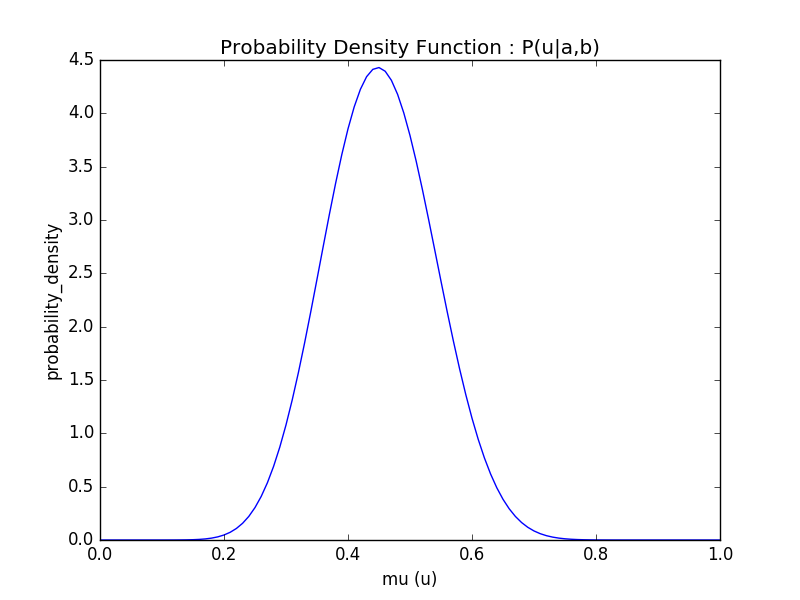 Probability Density Function : P(u|a,b)
4.5
4.0
3.5
3.0
2.5
2.0
1.5
1.0
0.5
0.0
probability_density
0.0 0.2 0.4 0.6 0.8 1.0
mu (u)